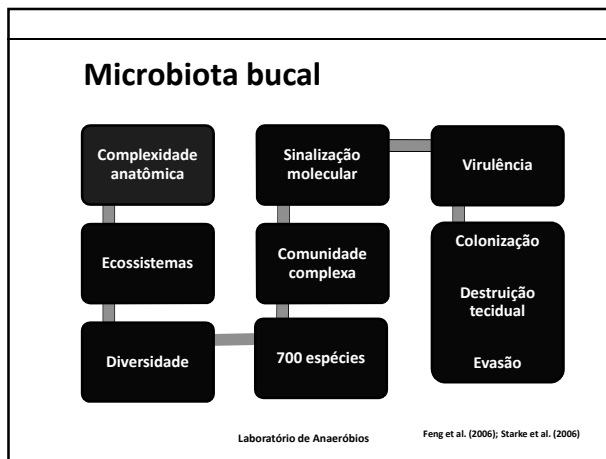 Microbiota bucal
Complexidade
anatômica
Ecossistemas
Diversidade
700 espécies
Comunidade
complexa
Sinalização
molecular
Virulência
Colonização
Destruição
tecidual
Evasão
Laboratório de Anaeróbios
Feng et al. (2006); Starke et al. (2006)